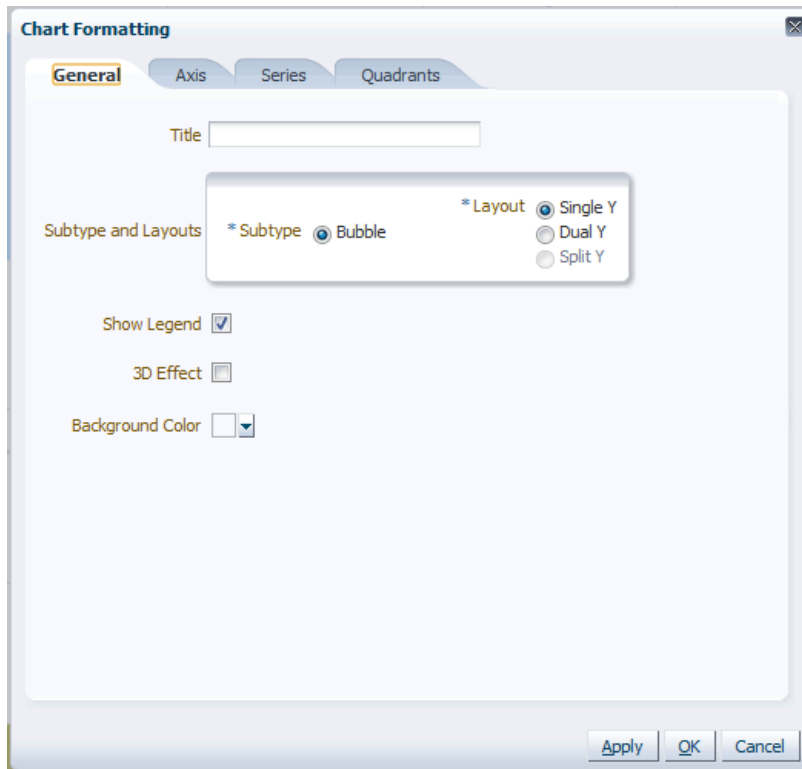 Chart Formatting
General Axis Series Quadrants
Title
Subtype and Layouts * Subtype Bubble * Layout Single Y
Dual Y
Split Y
Show Legend
3D Effect
Background Color
Apply OK Cancel